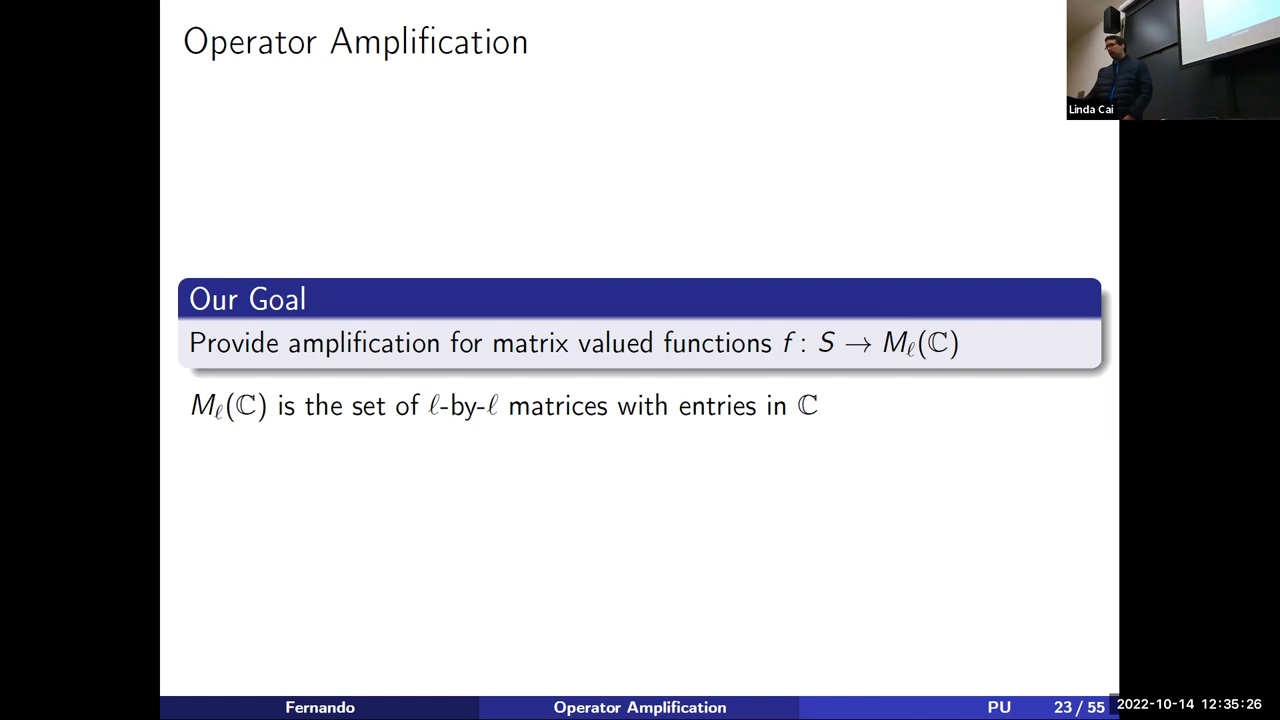 Operator Amplification
Linda Cai
Our Goal
Provide amplification for matrix valued functions f : S → Mℓ(ℂ)
Mℓ(ℂ) is the set of ℓ-by-ℓ matrices with entries in ℂ
Fernando Operator Amplification PU 23 / 55
2022-10-14 12:35:26